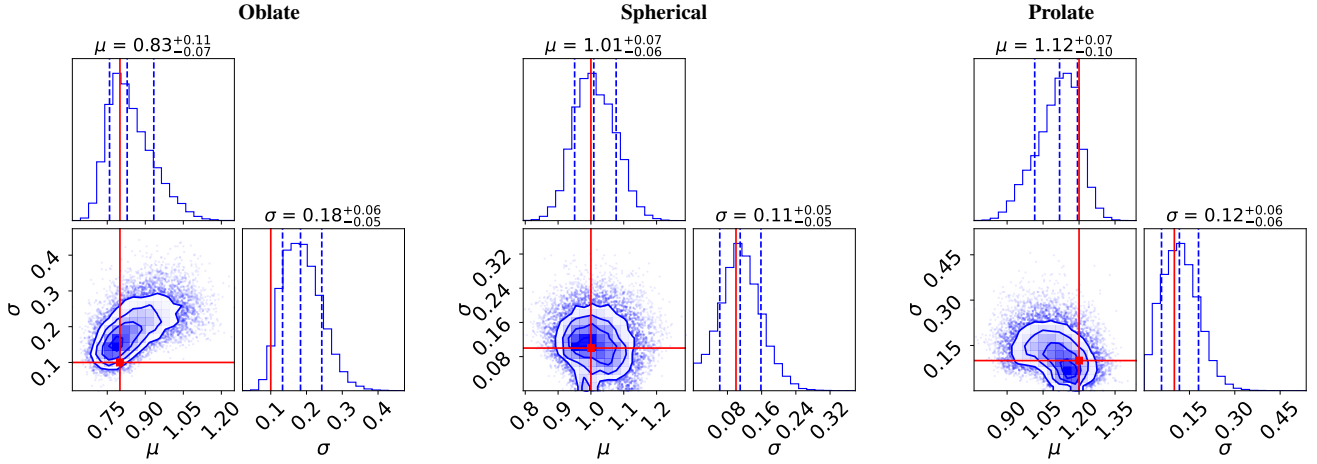 Oblate Spherical Prolate
μ = 0.83+0.11−0.07 μ = 1.01+0.07−0.06 μ = 1.12+0.07−0.10
σ = 0.18+0.06−0.05 σ = 0.11+0.05−0.05 σ = 0.12+0.06−0.06
0.4 0.32 0.45
0.3 0.24 0.30
σ σ σ
0.2 0.16 0.15
0.1 0.08
0.75 0.90 1.05 1.20 0.1 0.2 0.3 0.4 0.8 0.9 1.0 1.1 1.2 0.08 0.16 0.24 0.32 0.90 1.05 1.20 1.35 0.15 0.30 0.45
μ σ μ σ μ σ